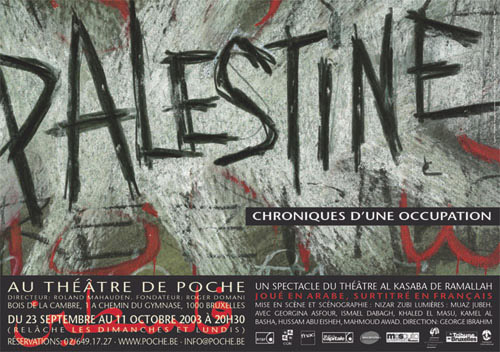 PALESTINE
CHRONIQUES D'UNE OCCUPATION
AU THÉÂTRE DE POCHE
DIRECTEUR: ROLAND MAHAUDEN. FONDATEUR: ROGER DOMANI
BOIS DE LA CAMBRE, 1 A CHEMIN DU GYMNASE, 1000 BRUXELLES
DU 23 SEPTEMBRE AU 11 OCTOBRE 2003 À 20H30
(RELÂCHE LES DIMANCHES ET LUNDIS)
RÉSERVATIONS: 02/649.17.27 · WWW.POCHE.BE · INFO@POCHE.BE
UN SPECTACLE DU THÉÂTRE AL KASABA DE RAMALLAH
JOUÉ EN ARABE, SURTITRÉ EN FRANÇAIS
MISE EN SCÈNE ET SCÉNOGRAPHIE : NIZAR ZUBI LUMIÈRES : MUAZ JUBEH.
AVEC GEORGINA ASFOUR, ISMAEL DABAGH, KHALED EL MASU, KAMEL AL
BASHA, HUSSAM ABU EISHEH, MAHMOUD AWAD. DIRECTION: GEORGE IBRAHIM